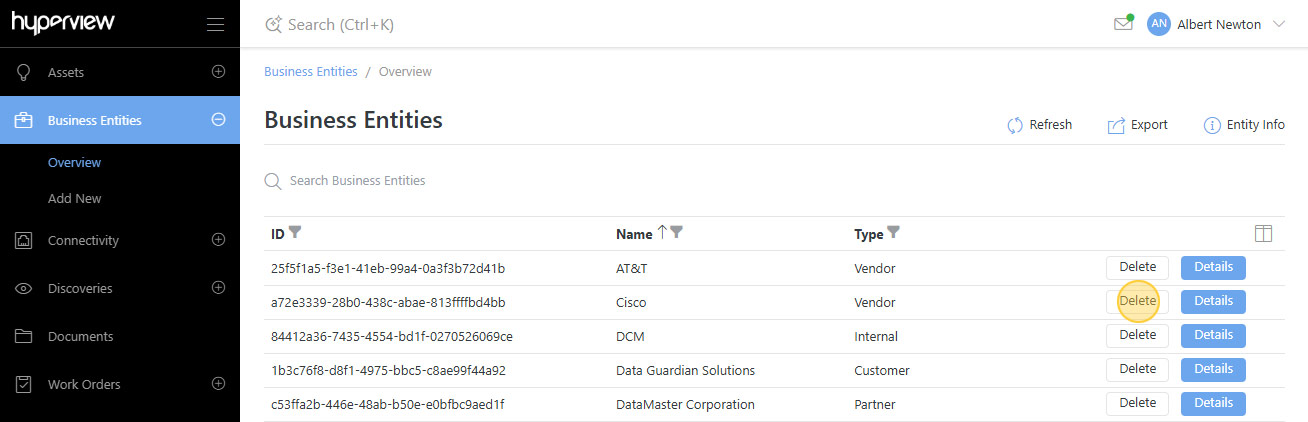 hyperview
Search (Ctrl+K)
AN Albert Newton
Assets
Business Entities
Overview
Add New
Connectivity
Discoveries
Documents
Work Orders
Business Entities / Overview
Business Entities
Refresh Export Entity Info
Search Business Entities
ID Name Type
25f5f1a5-f3e1-41eb-99a4-0a3f3b72d41b AT&T Vendor Delete Details
a72e3339-28b0-438c-abae-813ffffbd4bb Cisco Vendor Delete Details
84412a36-7435-4554-bd1f-0270526069ce DCM Internal Delete Details
1b3c76f8-d8f1-4975-bbc5-c8ae99f44a92 Data Guardian Solutions Customer Delete Details
c53ffa2b-446e-48ab-b50e-e0bfbc9aed1f DataMaster Corporation Partner Delete Details